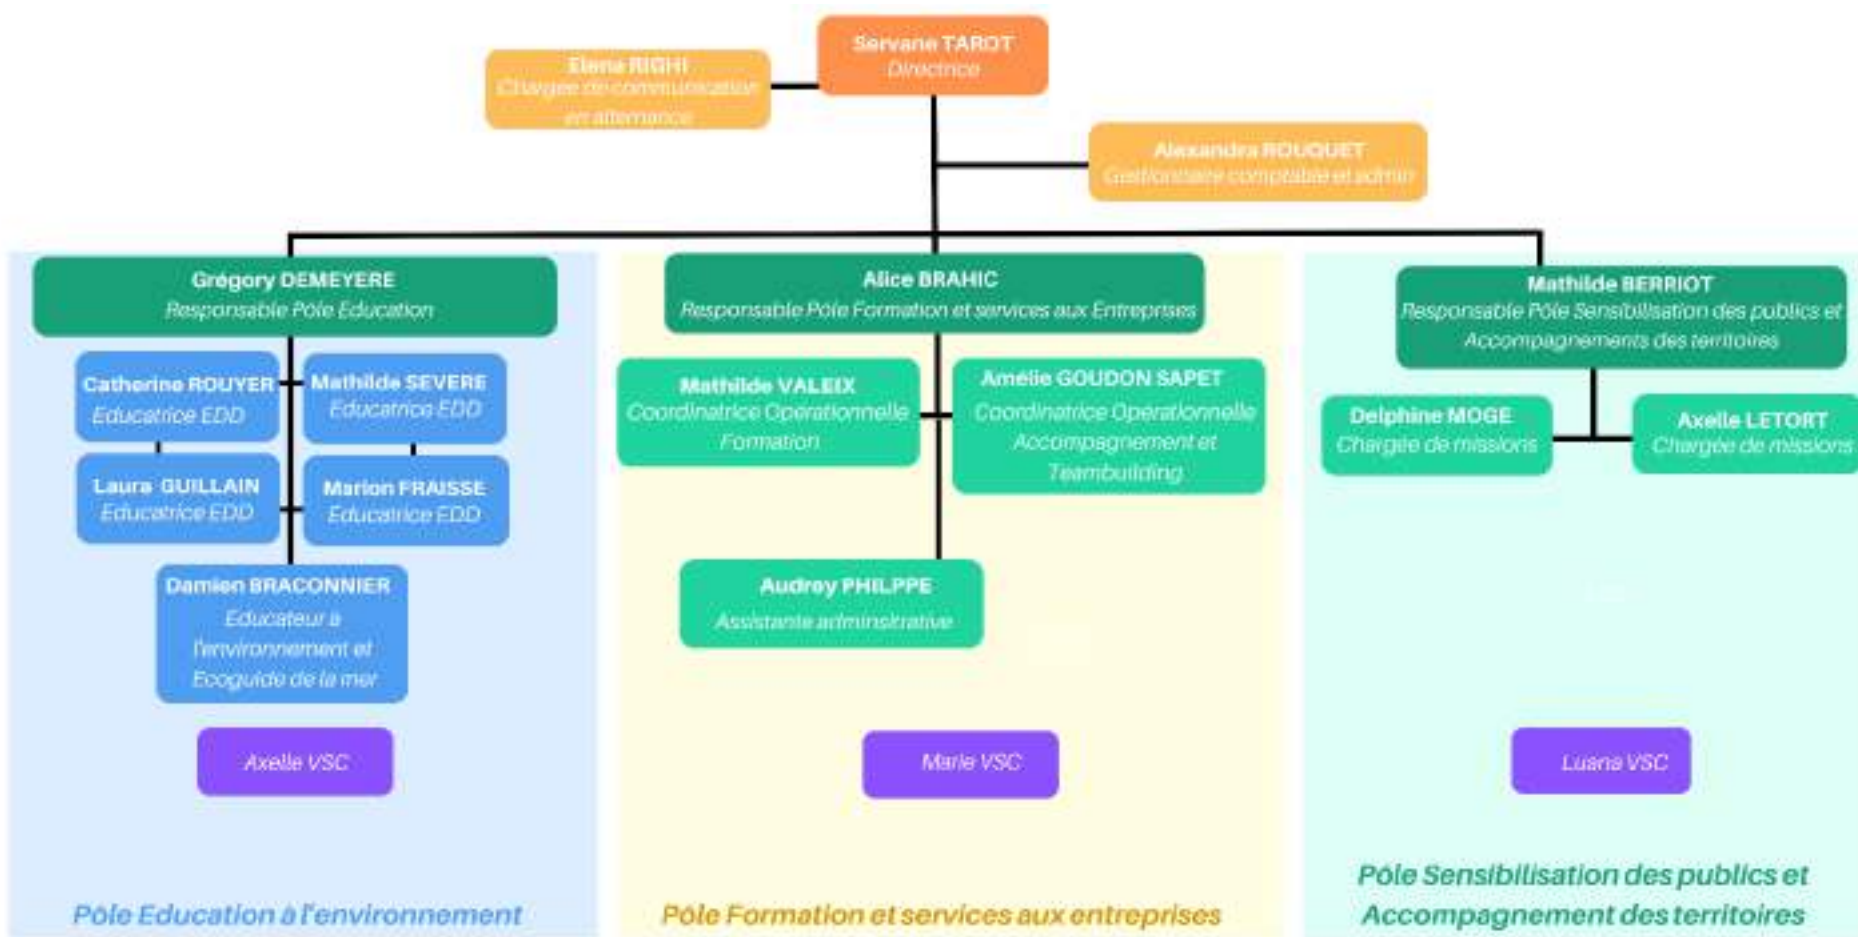 Servane TAROT
Directrice
Elena RIGHI
Chargée de communication
en alternance
Alexandra ROUQUET
Gestionnaire comptable et admin
Grégory DEMEYERE
Responsable Pôle Education
Alice BRAHIC
Responsable Pôle Formation et services aux Entreprises
Mathilde BERRIOT
Responsable Pôle Sensibilisation des publics et
Accompagnements des territoires
Catherine ROUYER
Educatrice EDD
Mathilde SEVERE
Educatrice EDD
Laura GUILLAIN
Educatrice EDD
Marion FRAISSE
Educatrice EDD
Damien BRACONNIER
Educateur à
l'environnement et
Ecoguide de la mer
Axelle VSC
Mathilde VALEIX
Coordinatrice Opérationnelle
Formation
Amélie GOUDON SAPET
Coordinatrice Opérationnelle
Accompagnement et
Teambuilding
Audrey PHILPPE
Assistante adminsitrative
Marie VSC
Delphine MOGE
Chargée de missions
Axelle LETORT
Chargée de missions
Luana VSC
Pôle Education à l'environnement
Pôle Formation et services aux entreprises
Pôle Sensibilisation des publics et
Accompagnement des territoires